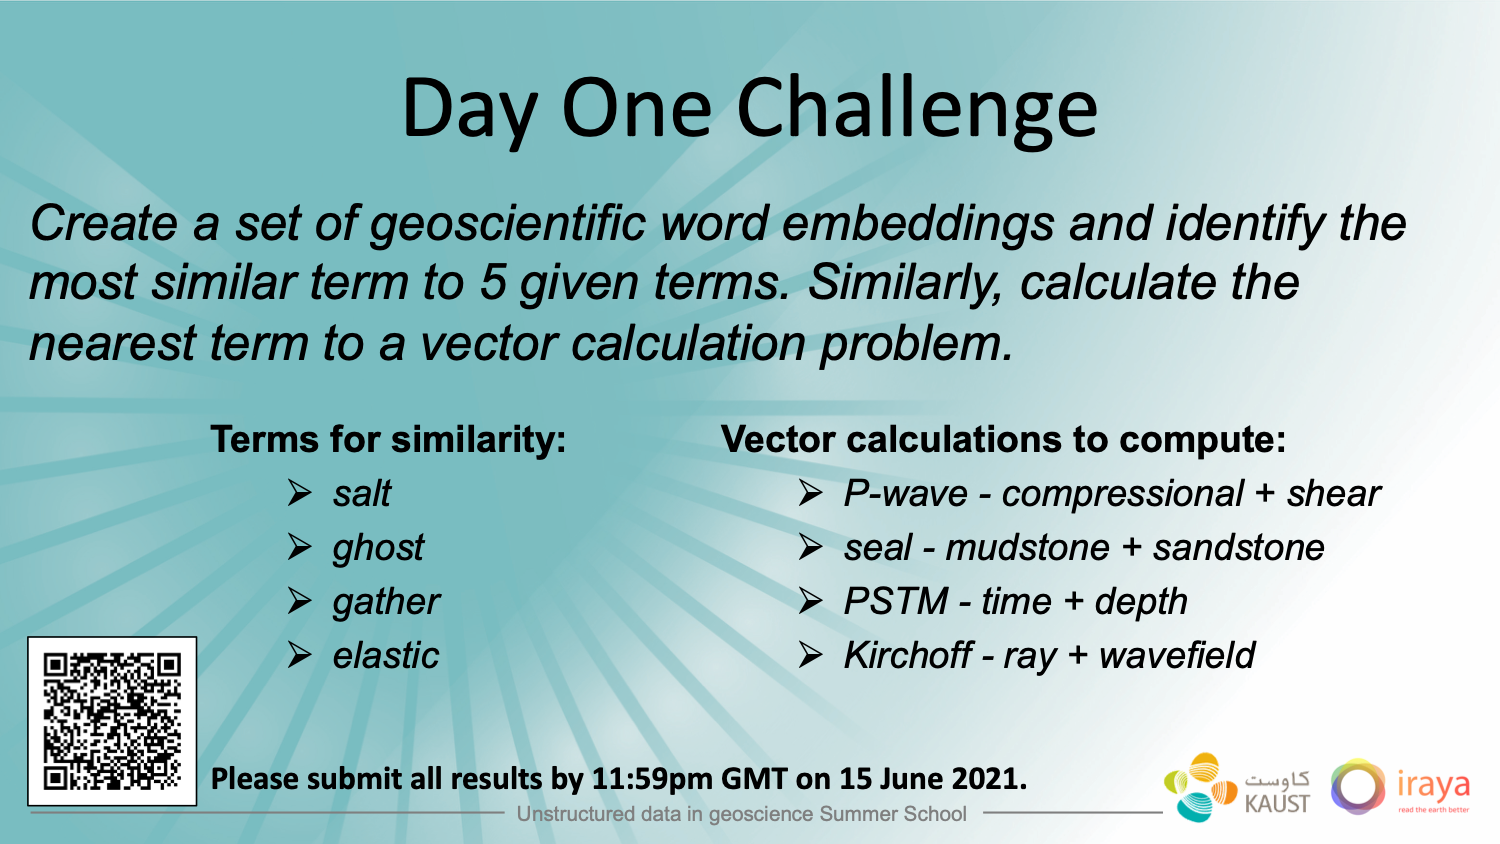 Day One Challenge
Create a set of geoscientific word embeddings and identify the
most similar term to 5 given terms. Similarly, calculate the
nearest term to a vector calculation problem.
Terms for similarity:
➢ salt
➢ ghost
➢ gather
➢ elastic
Vector calculations to compute:
➢ P-wave - compressional + shear
➢ seal - mudstone + sandstone
➢ PSTM - time + depth
➢ Kirchoff - ray + wavefield
Please submit all results by 11:59pm GMT on 15 June 2021.
Unstructured data in geoscience Summer School
كاوست
KAUST
iraya
read the earth better